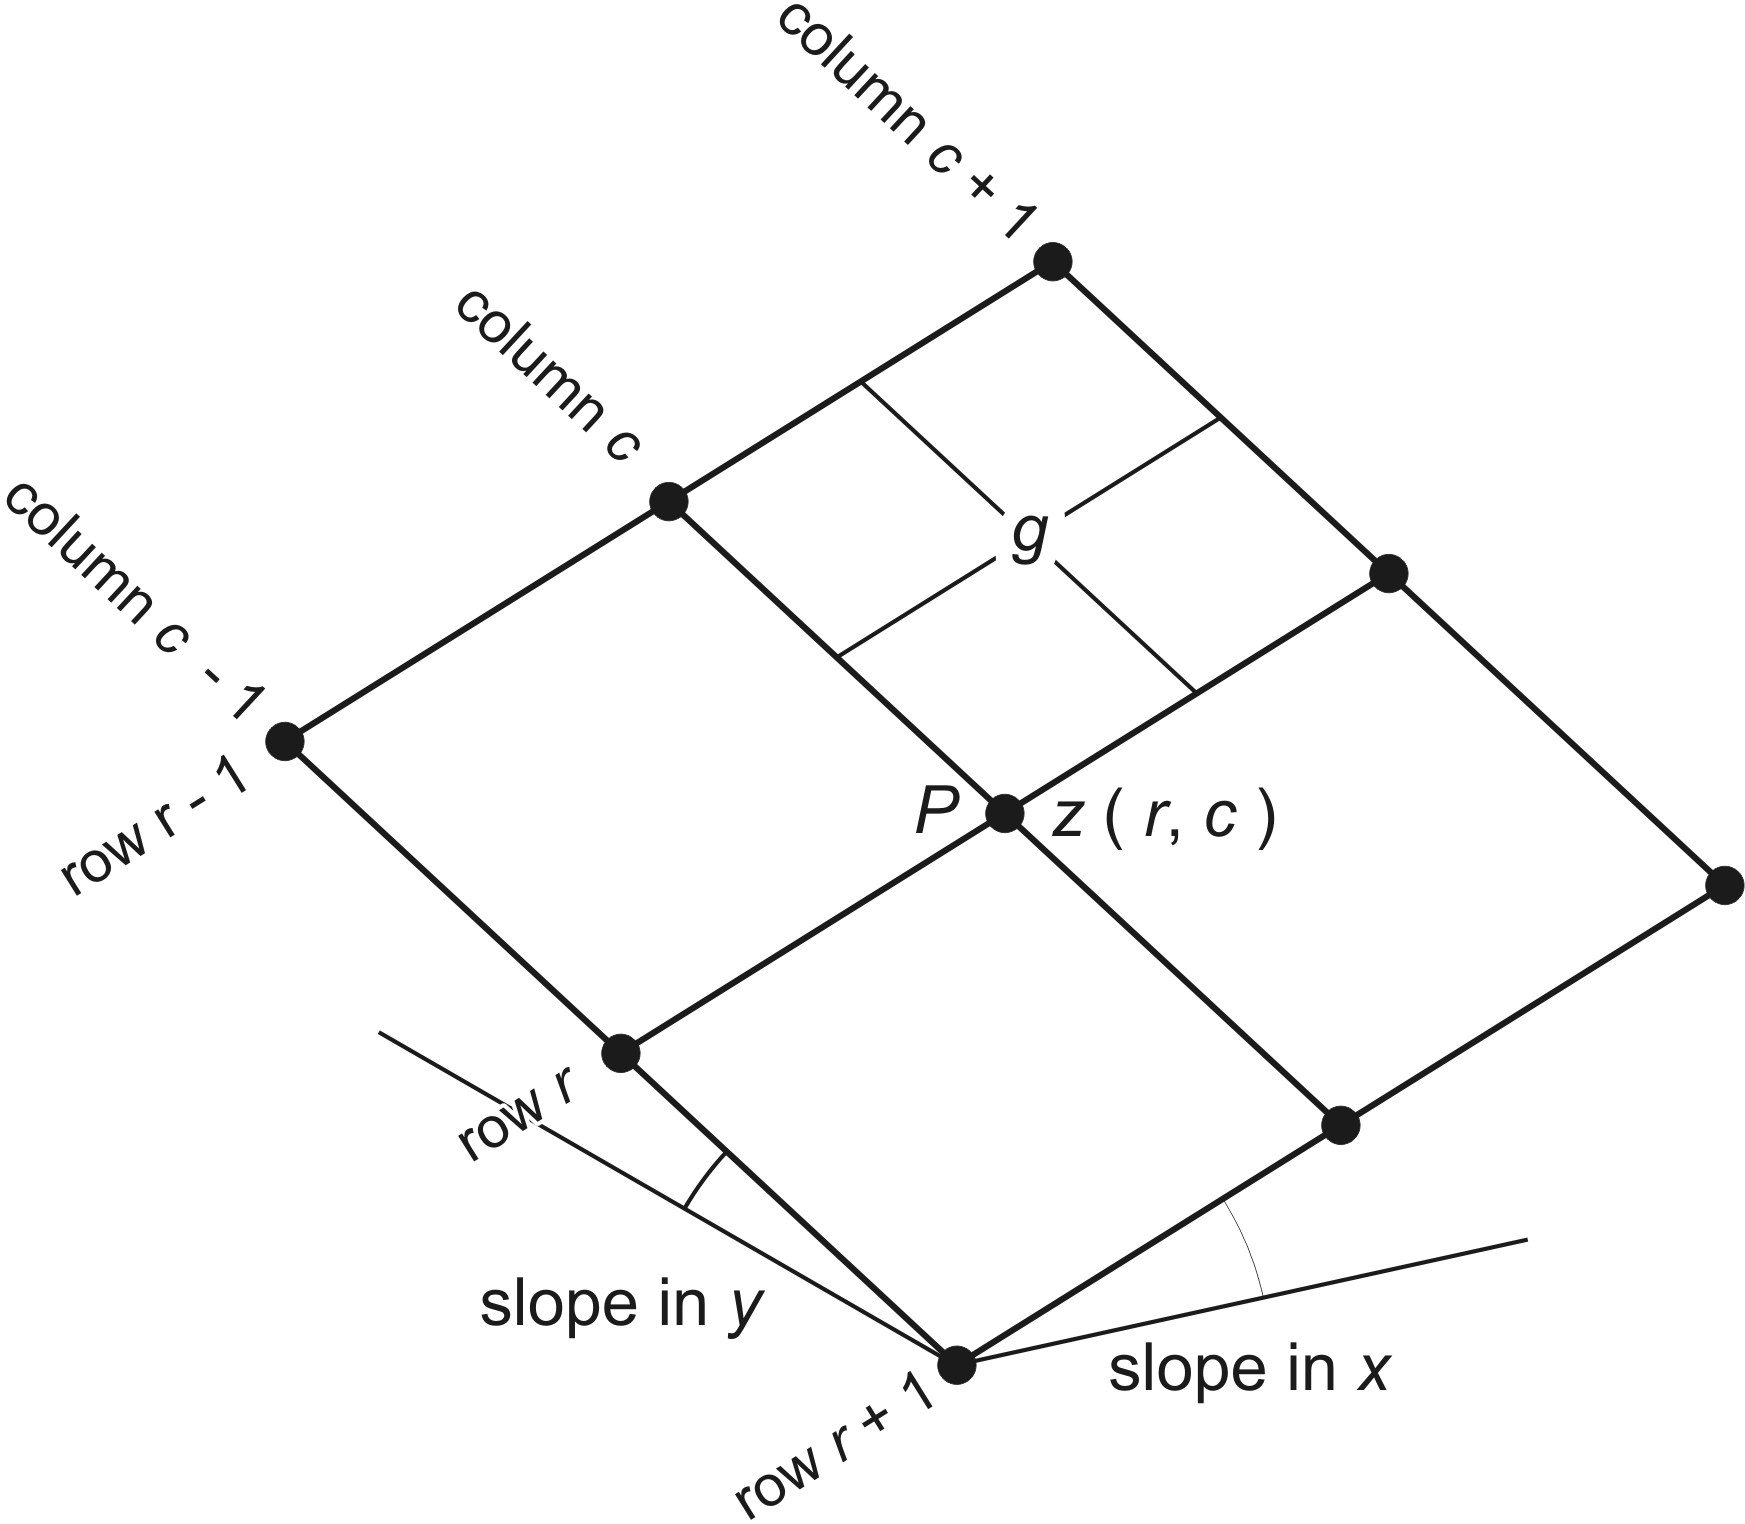 column c + 1
column c
column c - 1
g
row r - 1
P
z ( r, c )
row r
slope in y
slope in x
row r + 1